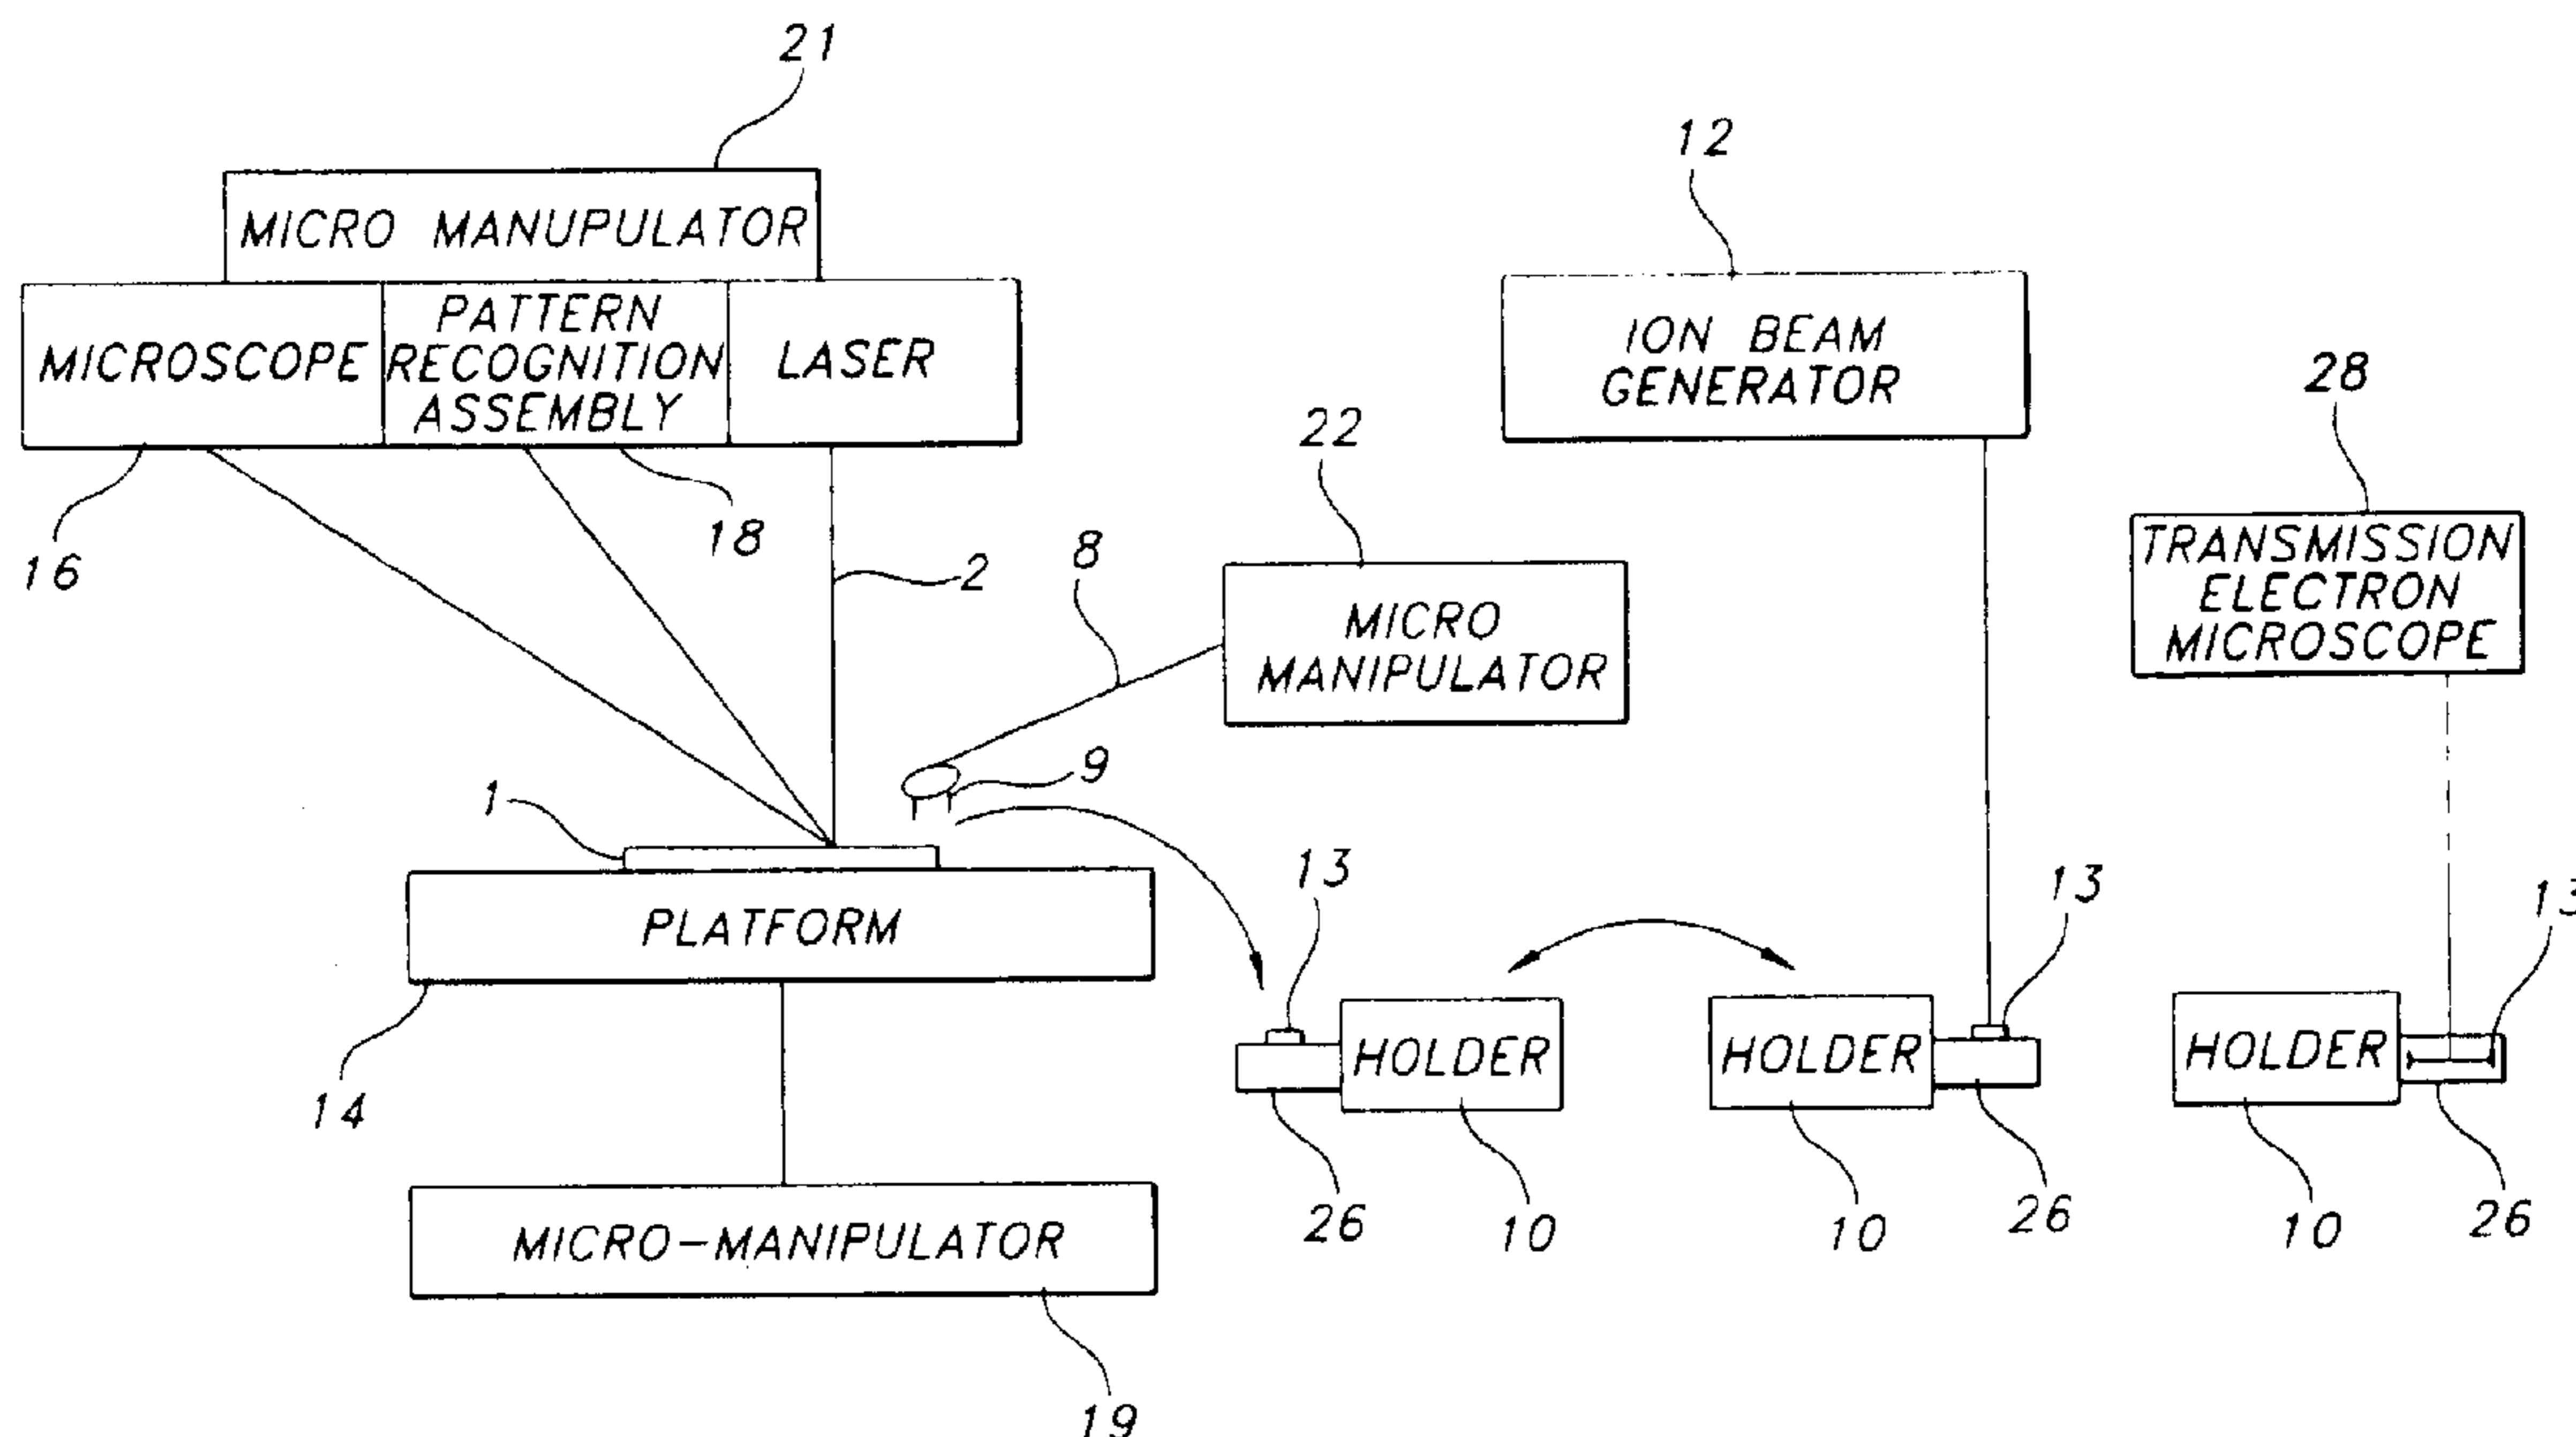 21
MICRO MANUPULATOR
MICROSCOPE
PATTERN
RECOGNITION
ASSEMBLY
LASER
16
18
2
12
ION BEAM
GENERATOR
22
8
MICRO
MANIPULATOR
28
TRANSMISSION
ELECTRON
MICROSCOPE
9
1
PLATFORM
14
MICRO-MANIPULATOR
19
13
HOLDER
26
10
13
HOLDER
10
26
13
HOLDER
10
26